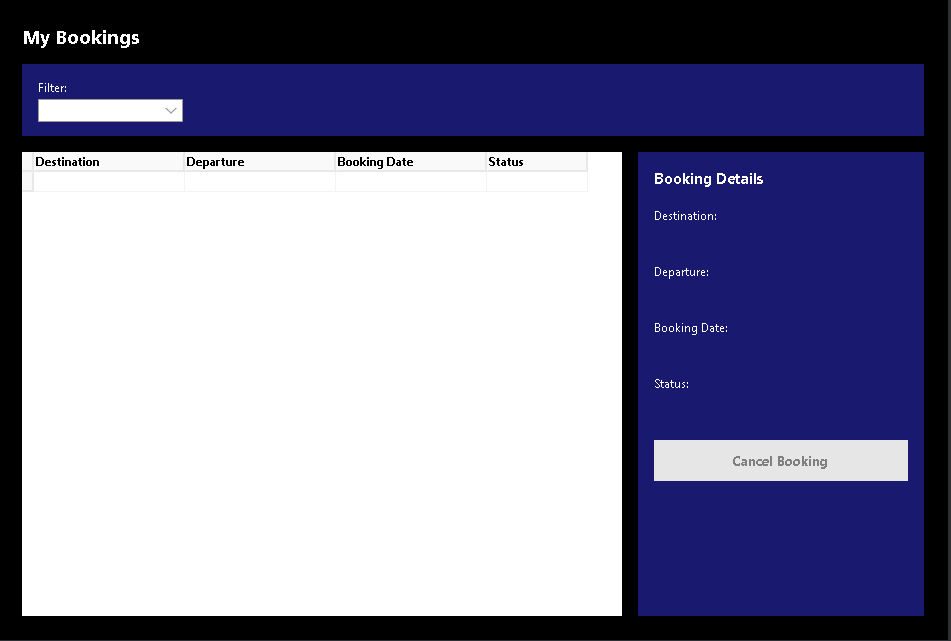 My Bookings
Filter:
Destination Departure Booking Date Status
Booking Details
Destination:
Departure:
Booking Date:
Status:
Cancel Booking